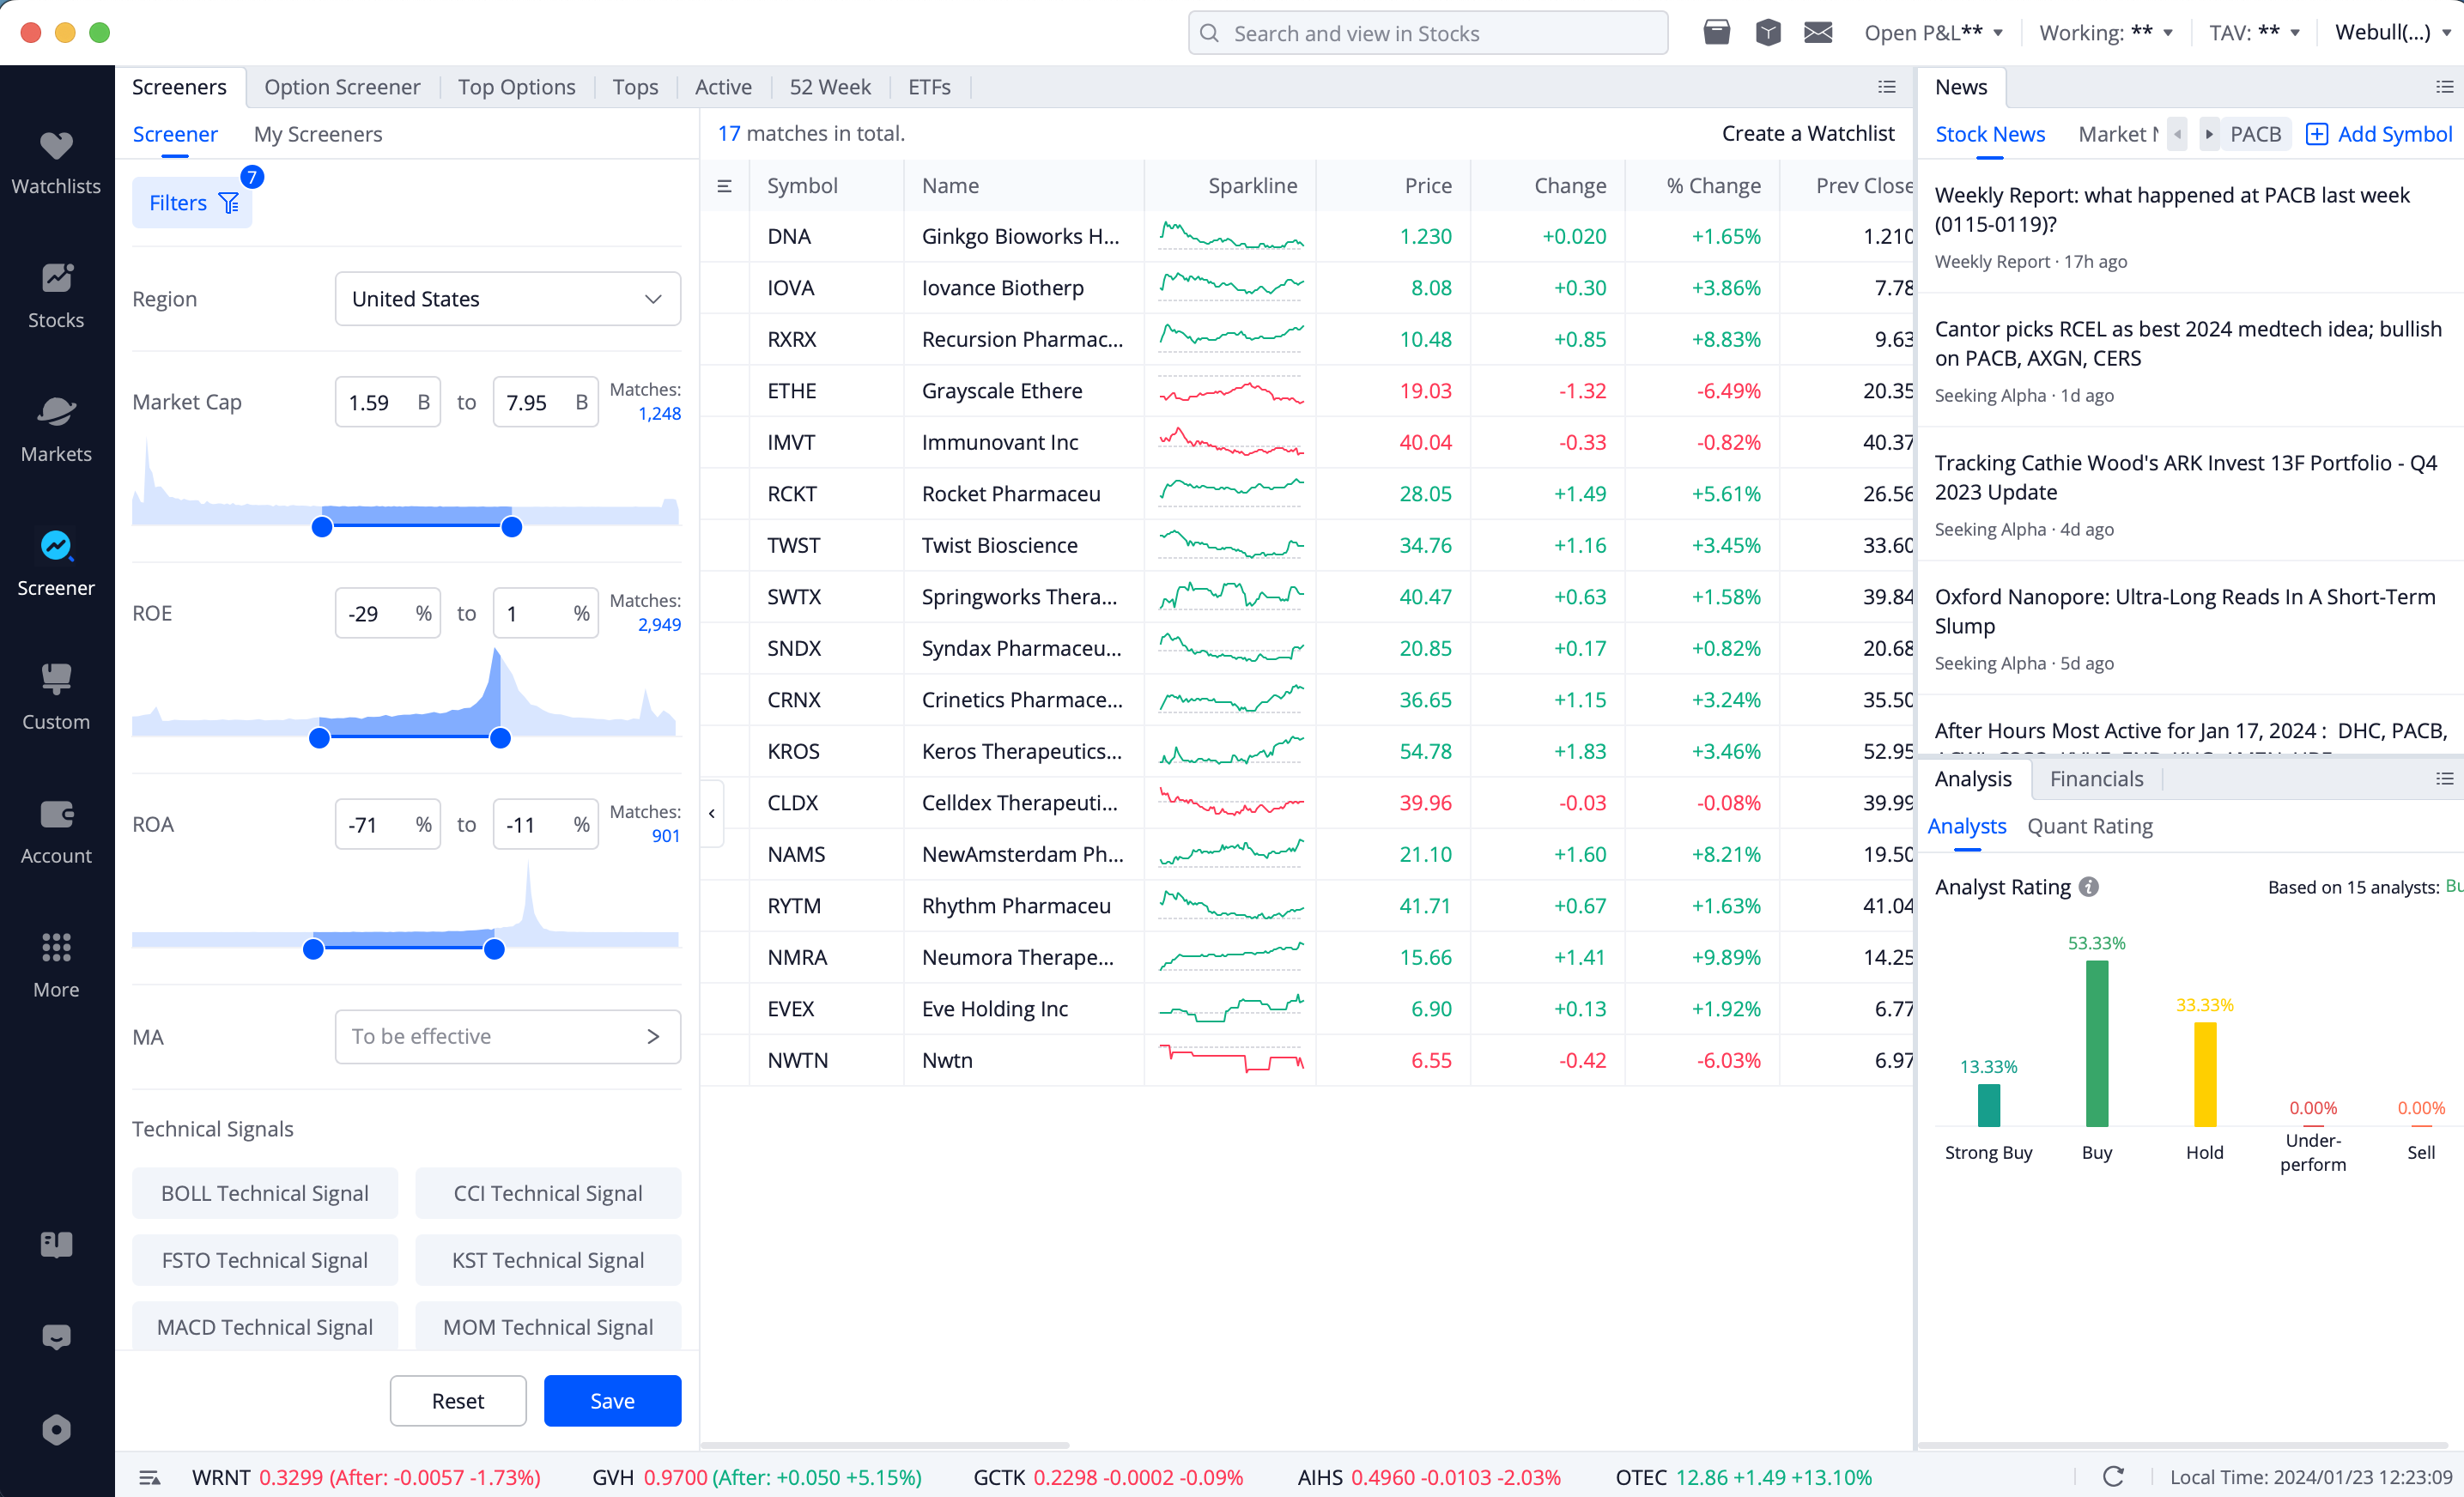 Search and view in Stocks
Open P&L** Working: ** TAV: ** Webull(...)
Watchlists
Stocks
Markets
Screener
Custom
Account
More
Screeners Option Screener Top Options Tops Active 52 Week ETFs
Screener My Screeners
Filters 7
Region United States
Market Cap 1.59 B to 7.95 B Matches: 1,248
ROE -29 % to 1 % Matches: 2,949
ROA -71 % to -11 % Matches: 901
MA To be effective
Technical Signals
BOLL Technical Signal CCI Technical Signal
FSTO Technical Signal KST Technical Signal
MACD Technical Signal MOM Technical Signal
Reset Save
17 matches in total. Create a Watchlist
Symbol Name Sparkline Price Change % Change Prev Close
DNA Ginkgo Bioworks H... 1.230 +0.020 +1.65% 1.210
IOVA Iovance Biotherp 8.08 +0.30 +3.86% 7.78
RXRX Recursion Pharmac... 10.48 +0.85 +8.83% 9.63
ETHE Grayscale Ethere 19.03 -1.32 -6.49% 20.35
IMVT Immunovant Inc 40.04 -0.33 -0.82% 40.37
RCKT Rocket Pharmaceu 28.05 +1.49 +5.61% 26.56
TWST Twist Bioscience 34.76 +1.16 +3.45% 33.60
SWTX Springworks Thera... 40.47 +0.63 +1.58% 39.84
SNDX Syndax Pharmaceu... 20.85 +0.17 +0.82% 20.68
CRNX Crinetics Pharmace... 36.65 +1.15 +3.24% 35.50
KROS Keros Therapeutics... 54.78 +1.83 +3.46% 52.95
CLDX Celldex Therapeuti... 39.96 -0.03 -0.08% 39.99
NAMS NewAmsterdam Ph... 21.10 +1.60 +8.21% 19.50
RYTM Rhythm Pharmaceu 41.71 +0.67 +1.63% 41.04
NMRA Neumora Therape... 15.66 +1.41 +9.89% 14.25
EVEX Eve Holding Inc 6.90 +0.13 +1.92% 6.77
NWTN Nwtn 6.55 -0.42 -6.03% 6.97
News
Stock News Market PACB Add Symbol
Weekly Report: what happened at PACB last week
(0115-0119)?
Weekly Report · 17h ago
Cantor picks RCEL as best 2024 medtech idea; bullish
on PACB, AXGN, CERS
Seeking Alpha · 1d ago
Tracking Cathie Wood's ARK Invest 13F Portfolio - Q4
2023 Update
Seeking Alpha · 4d ago
Oxford Nanopore: Ultra-Long Reads In A Short-Term
Slump
Seeking Alpha · 5d ago
After Hours Most Active for Jan 17, 2024 : DHC, PACB,
Analysis Financials
Analysts Quant Rating
Analyst Rating Based on 15 analysts:
13.33% 53.33% 33.33% 0.00% 0.00%
Strong Buy Buy Hold Under-
perform Sell
WRNT 0.3299 (After: -0.0057 -1.73%) GVH 0.9700 (After: +0.050 +5.15%) GCTK 0.2298 -0.0002 -0.09% AIHS 0.4960 -0.0103 -2.03% OTEC 12.86 +1.49 +13.10% Local Time: 2024/01/23 12:23:09